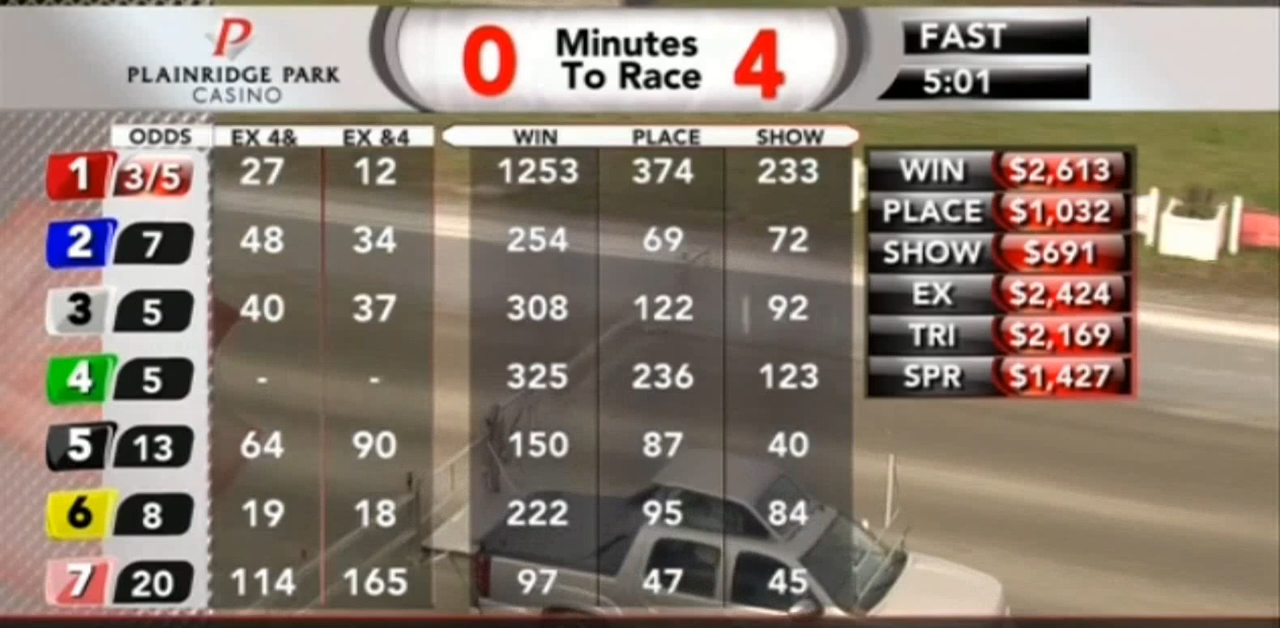 P
PLAINRIDGE PARK
CASINO
0 Minutes To Race 4
FAST
5:01
ODDS EX 4& EX &4 WIN PLACE SHOW
1 3/5 27 12 1253 374 233
2 7 48 34 254 69 72
3 5 40 37 308 122 92
4 5 - - 325 236 123
5 13 64 90 150 87 40
6 8 19 18 222 95 84
7 20 114 165 97 47 45
WIN $2,613
PLACE $1,032
SHOW $691
EX $2,424
TRI $2,169
SPR $1,427